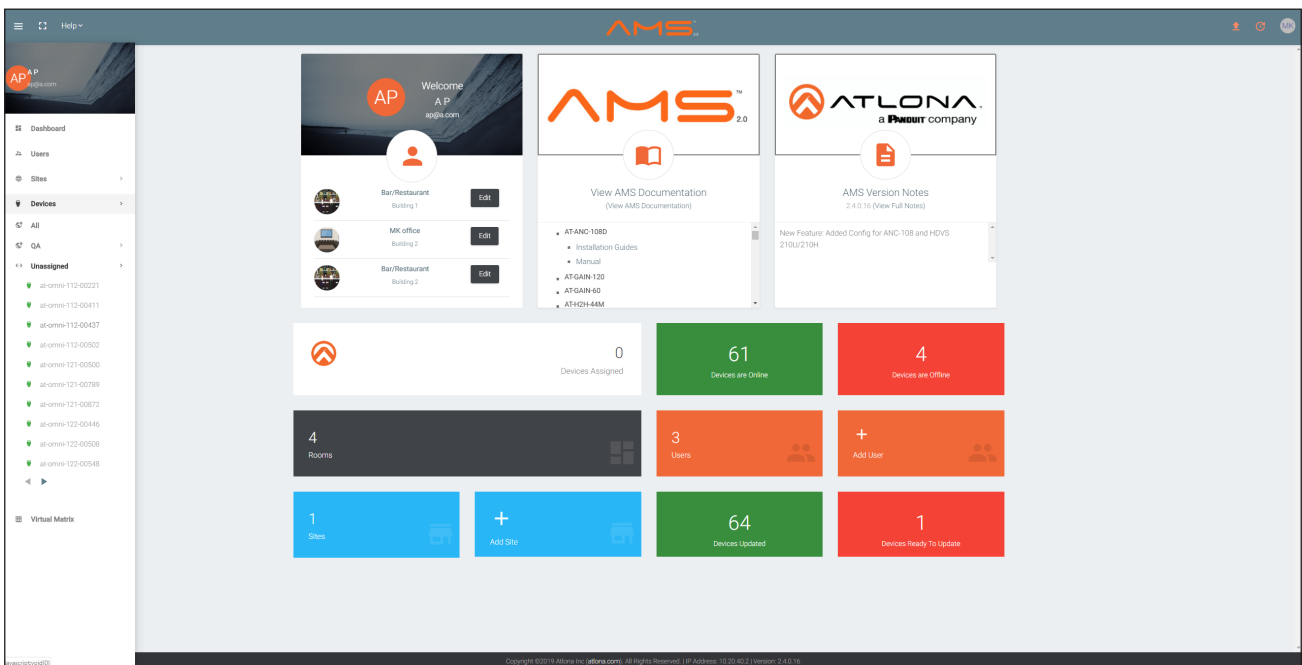 Help
AMS 2.0
MK
AP
A P
ap@a.com
Dashboard
Users
Sites
Devices
All
QA
Unassigned
at-omni-112-00221
at-omni-112-00411
at-omni-112-00437
at-omni-112-00502
at-omni-121-00500
at-omni-121-00789
at-omni-121-00872
at-omni-122-00446
at-omni-122-00508
at-omni-122-00548
Virtual Matrix
AP
Welcome
A P
ap@a.com
Bar/Restaurant
Building 1
Edit
MK office
Building 2
Edit
Bar/Restaurant
Building 2
Edit
AMS™
2.0
View AMS Documentation
(View AMS Documentation)
AT-ANC-108D
Installation Guides
Manual
AT-GAIN-120
AT-GAIN-60
AT-H2H-44M
ATLONA.
a PANDUIT company
AMS Version Notes
2.4.0.16 (View Full Notes)
New Feature: Added Config for ANC-108 and HDVS
210U/210H
0
Devices Assigned
61
Devices are Online
4
Devices are Offline
4
Rooms
3
Users
+
Add User
1
Sites
+
Add Site
64
Devices Updated
1
Devices Ready To Update
javascript:void(0)
Copyright ©2019 Atlona Inc (atlona.com). All Rights Reserved. | IP Address: 10.20.40.2 | Version: 2.4.0.16